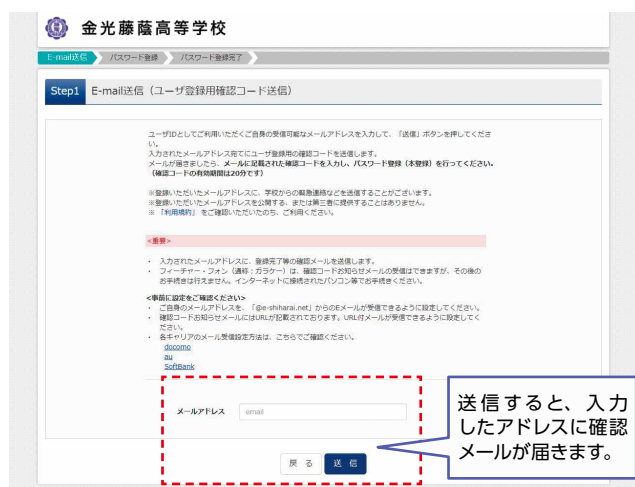 金光藤蔭高等学校
E-mail送信 パスワード登録 パスワード登録完了
Step1 E-mail送信（ユーザ登録用確認コード送信）
ユーザIDとしてご利用いただくご自身の受信可能なメールアドレスを入力して、「送信」ボタンを押してくださ
い。
入力されたメールアドレス宛てにユーザ登録用の確認コードを送信します。
メールが届きましたら、メールに記載された確認コードを入力し、パスワード登録（本登録）を行ってください。
（確認コードの有効期間は20分です）
※登録いただいたメールアドレスに、学校からの緊急連絡などを送信することがございます。
※登録いただいたメールアドレスを公開する、または第三者に提供することはありません。
※ 「利用規約」 をご確認いただいたのち、ご利用ください。
<重要>
・ 入力されたメールアドレスに、登録完了等の確認メールを送信します。
・ フィーチャー・フォン（通称：ガラケー）は、確認コードお知らせメールの受信はできますが、その後の
お手続きは行えません。インターネットに接続されたパソコン等でお手続きください。
<事前に設定をご確認ください>
・ ご自身のメールアドレスを、「@e-shiharai.net」からのEメールが受信できるように設定してください。
・ 確認コードお知らせメールにはURLが記載されております。URL付メールが受信できるように設定してく
ださい。
・ 各キャリアのメール受信設定方法は、こちらでご確認ください。
docomo
au
SoftBank
メールアドレス email
戻 る 送 信
送信すると、入力
したアドレスに確認
メールが届きます。